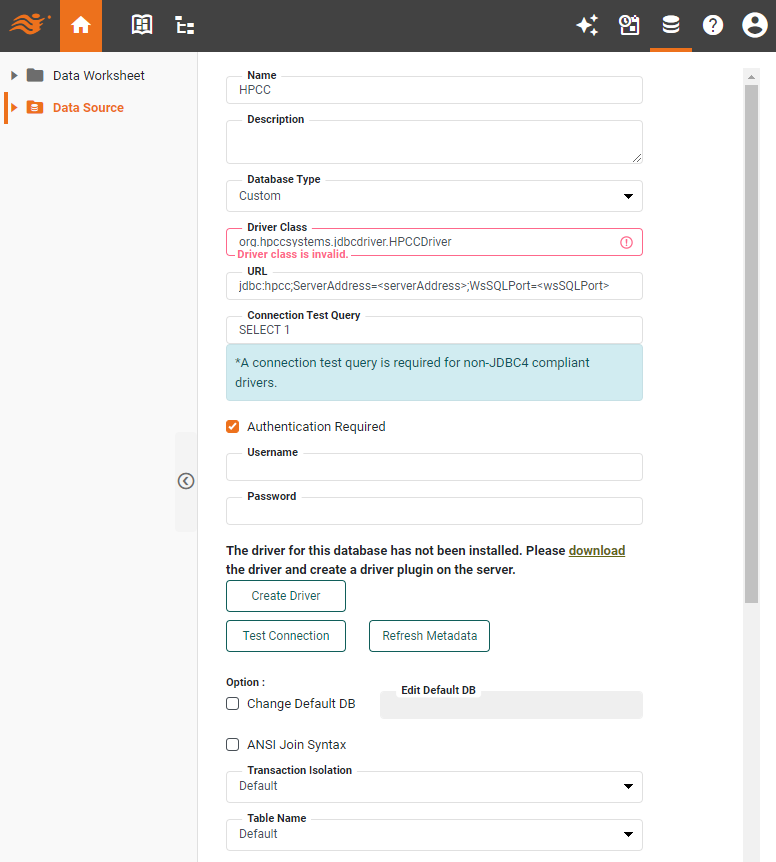 Data Worksheet
Data Source
Name
HPCC
Description
Database Type
Custom
Driver Class
org.hpccsystems.jdbcdriver.HPCCDriver
Driver class is invalid.
URL
jdbc:hpcc;ServerAddress=<serverAddress>;WsSQLPort=<wsSQLPort>
Connection Test Query
SELECT 1
*A connection test query is required for non-JDBC4 compliant
drivers.
Authentication Required
Username
Password
The driver for this database has not been installed. Please download
the driver and create a driver plugin on the server.
Create Driver
Test Connection
Refresh Metadata
Option :
Change Default DB
Edit Default DB
ANSI Join Syntax
Transaction Isolation
Default
Table Name
Default